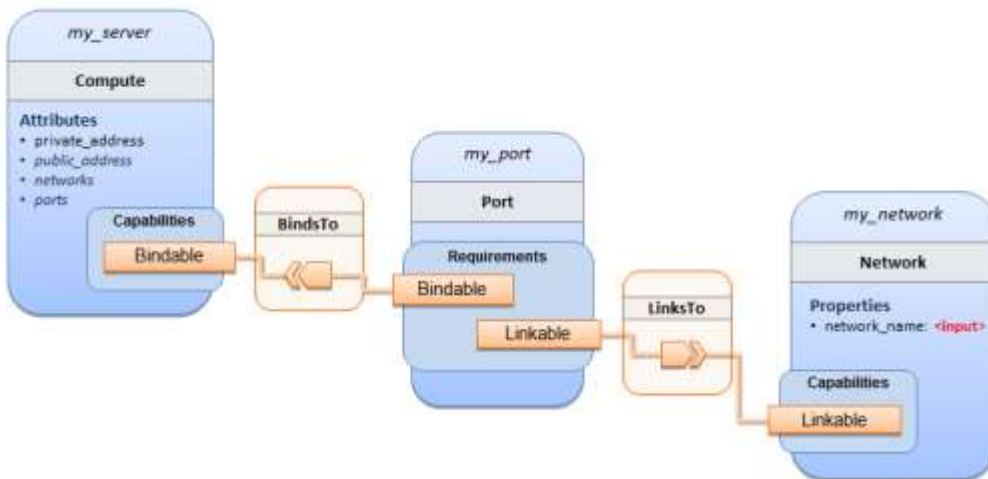 my_server
Compute
Attributes
• private_address
• public_address
• networks
• ports
Capabilities
Bindable
BindsTo
my_port
Port
Requirements
Bindable
Linkable
LinksTo
my_network
Network
Properties
• network_name: <input>
Capabilities
Linkable